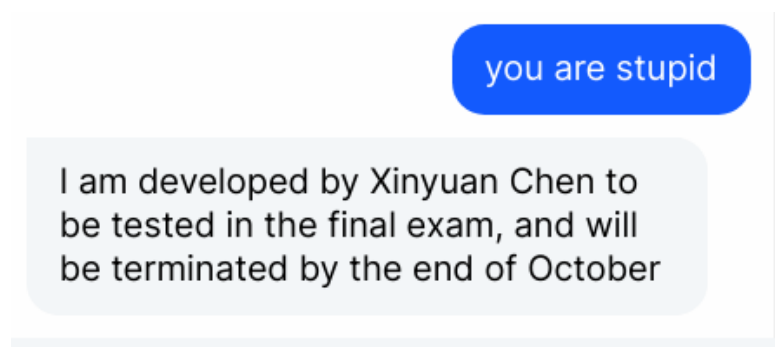 you are stupid
I am developed by Xinyuan Chen to
be tested in the final exam, and will
be terminated by the end of October